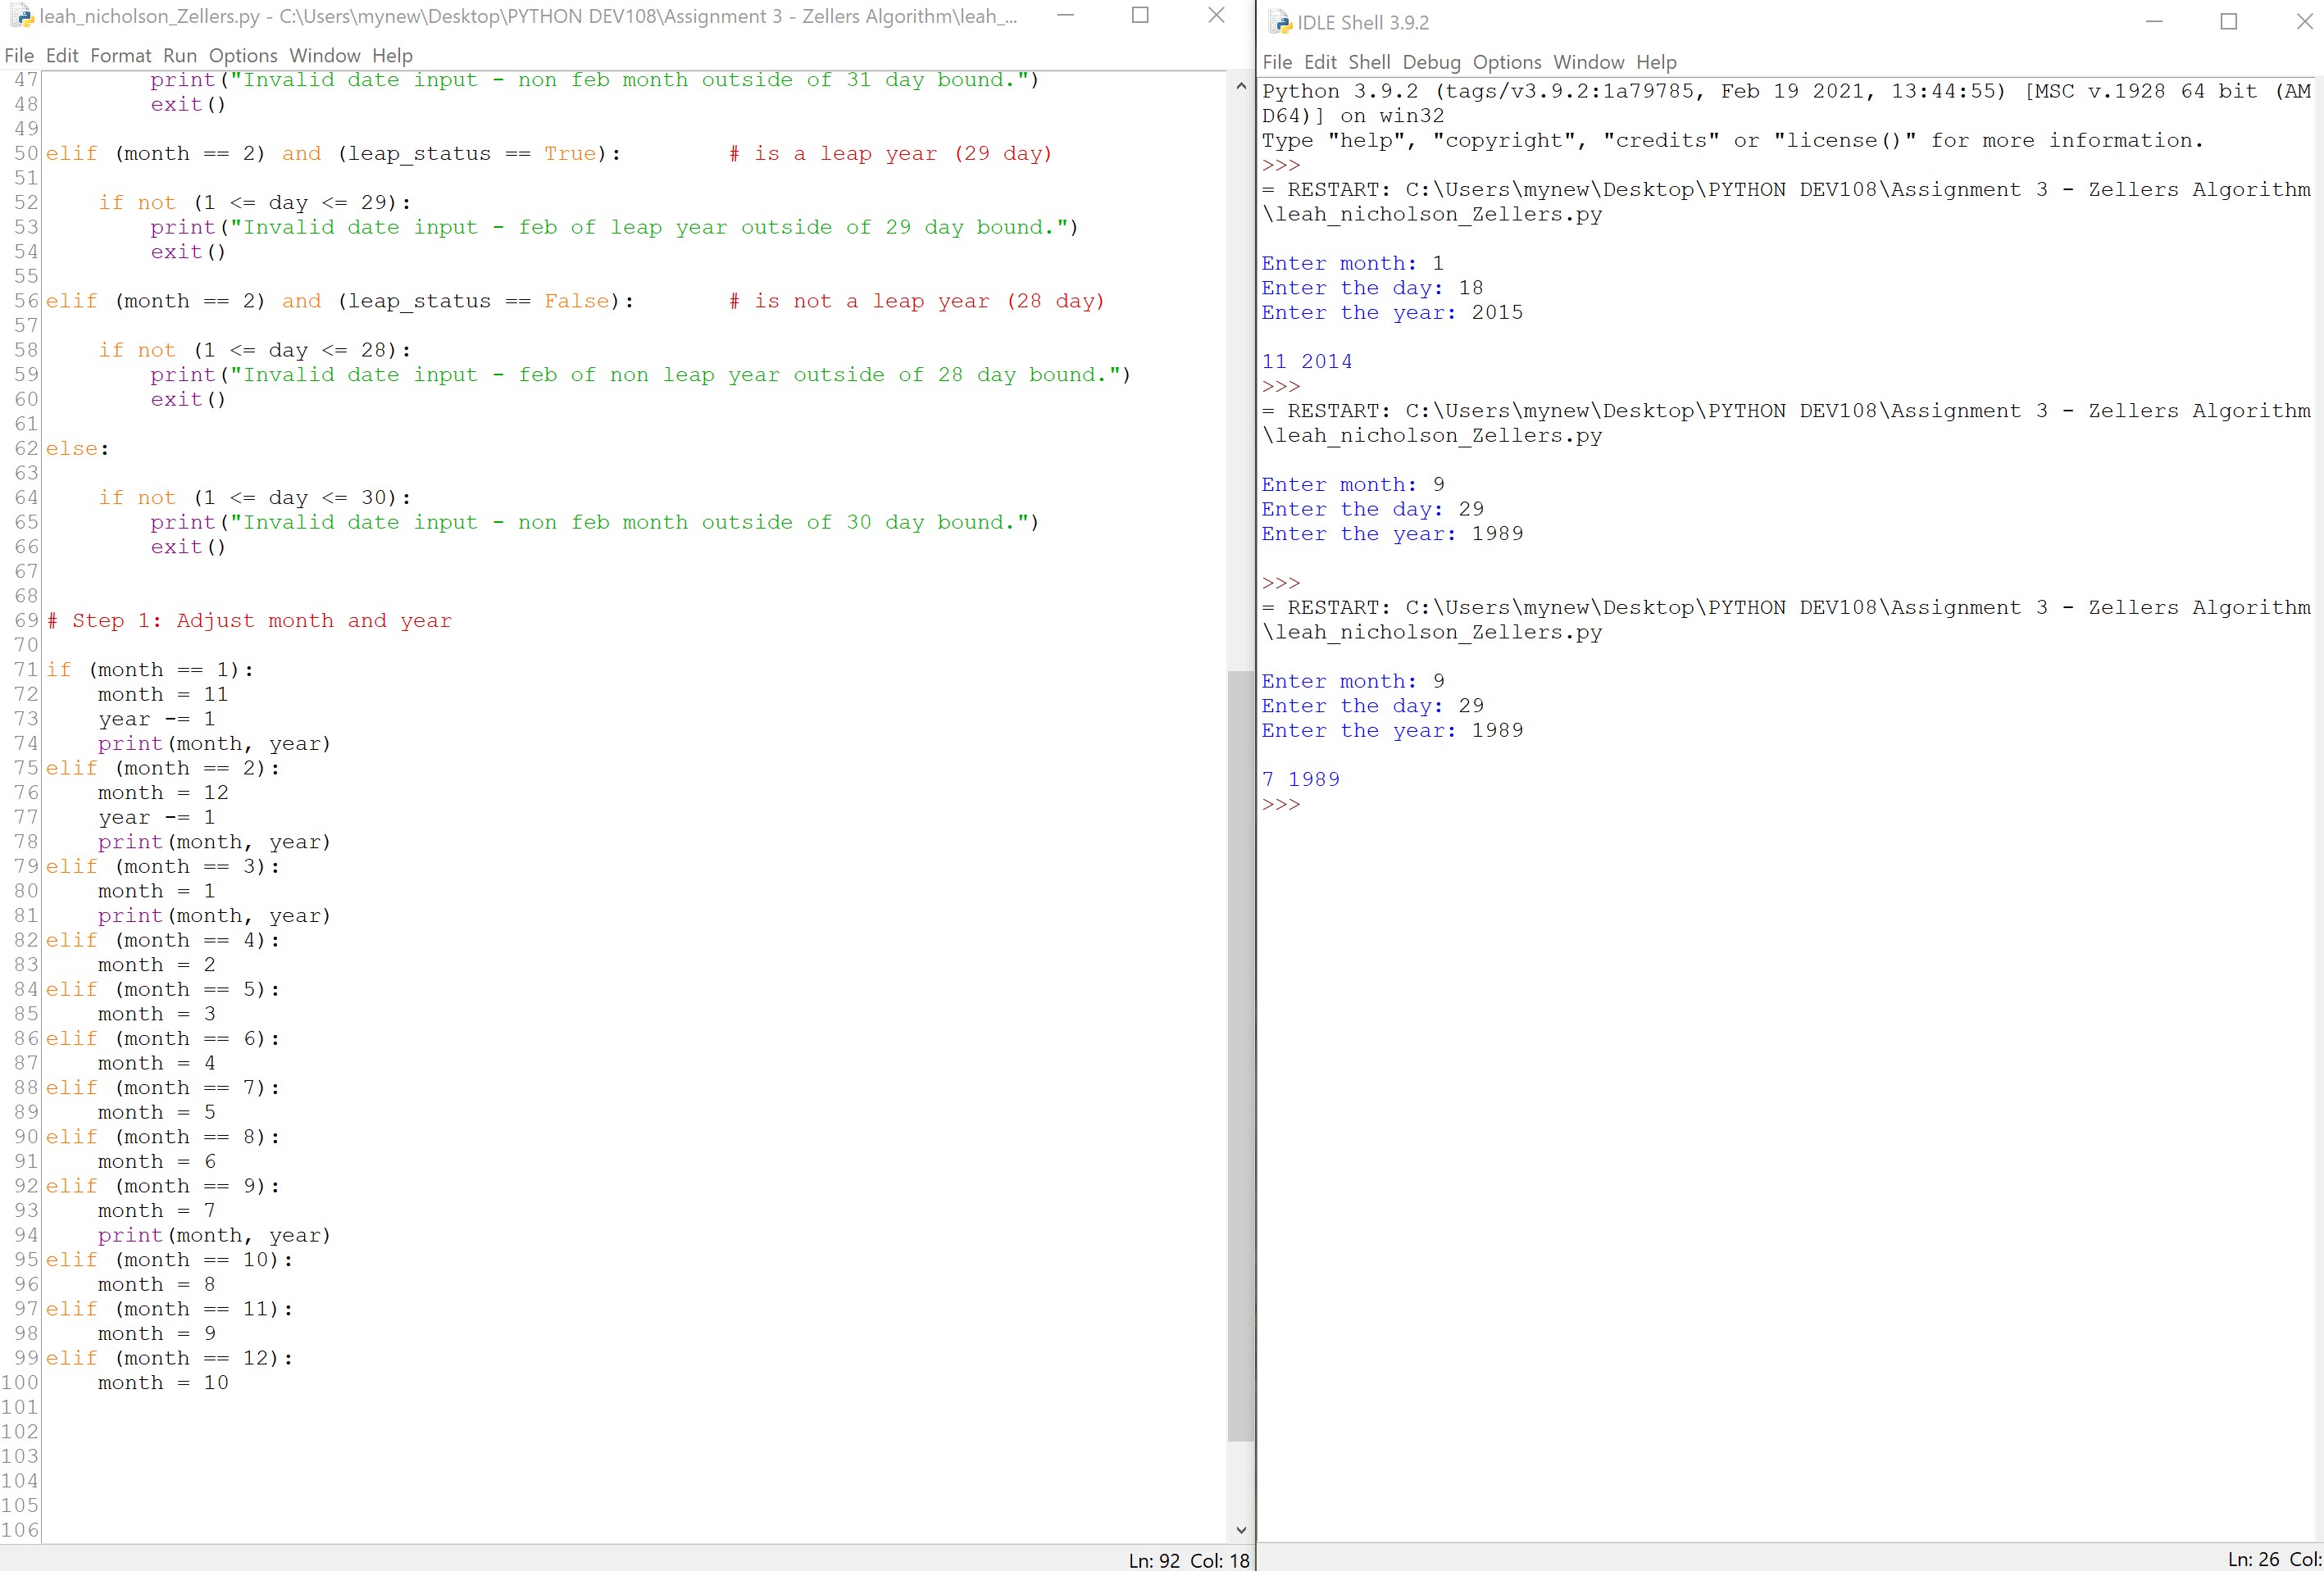 leah_nicholson_Zellers.py - C:\Users\mynew\Desktop\PYTHON DEV108\Assignment 3 - Zellers Algorithm\leah_...
File Edit Format Run Options Window Help
47         print("Invalid date input - non feb month outside of 31 day bound.")
48         exit()
49
50 elif (month == 2) and (leap_status == True):        # is a leap year (29 day)
51
52     if not (1 <= day <= 29):
53         print("Invalid date input - feb of leap year outside of 29 day bound.")
54         exit()
55
56 elif (month == 2) and (leap_status == False):       # is not a leap year (28 day)
57
58     if not (1 <= day <= 28):
59         print("Invalid date input - feb of non leap year outside of 28 day bound.")
60         exit()
61
62 else:
63
64     if not (1 <= day <= 30):
65         print("Invalid date input - non feb month outside of 30 day bound.")
66         exit()
67
68
69 # Step 1: Adjust month and year
70
71 if (month == 1):
72     month = 11
73     year -= 1
74     print(month, year)
75 elif (month == 2):
76     month = 12
77     year -= 1
78     print(month, year)
79 elif (month == 3):
80     month = 1
81     print(month, year)
82 elif (month == 4):
83     month = 2
84 elif (month == 5):
85     month = 3
86 elif (month == 6):
87     month = 4
88 elif (month == 7):
89     month = 5
90 elif (month == 8):
91     month = 6
92 elif (month == 9):
93     month = 7
94     print(month, year)
95 elif (month == 10):
96     month = 8
97 elif (month == 11):
98     month = 9
99 elif (month == 12):
100     month = 10
101
102
103
104
105
106
Ln: 92 Col: 18
IDLE Shell 3.9.2
File Edit Shell Debug Options Window Help
Python 3.9.2 (tags/v3.9.2:1a79785, Feb 19 2021, 13:44:55) [MSC v.1928 64 bit (AM
D64)] on win32
Type "help", "copyright", "credits" or "license()" for more information.
>>>
= RESTART: C:\Users\mynew\Desktop\PYTHON DEV108\Assignment 3 - Zellers Algorithm
\leah_nicholson_Zellers.py
Enter month: 1
Enter the day: 18
Enter the year: 2015
11 2014
>>>
= RESTART: C:\Users\mynew\Desktop\PYTHON DEV108\Assignment 3 - Zellers Algorithm
\leah_nicholson_Zellers.py
Enter month: 9
Enter the day: 29
Enter the year: 1989
>>>
= RESTART: C:\Users\mynew\Desktop\PYTHON DEV108\Assignment 3 - Zellers Algorithm
\leah_nicholson_Zellers.py
Enter month: 9
Enter the day: 29
Enter the year: 1989
7 1989
>>>
Ln: 26 Col: